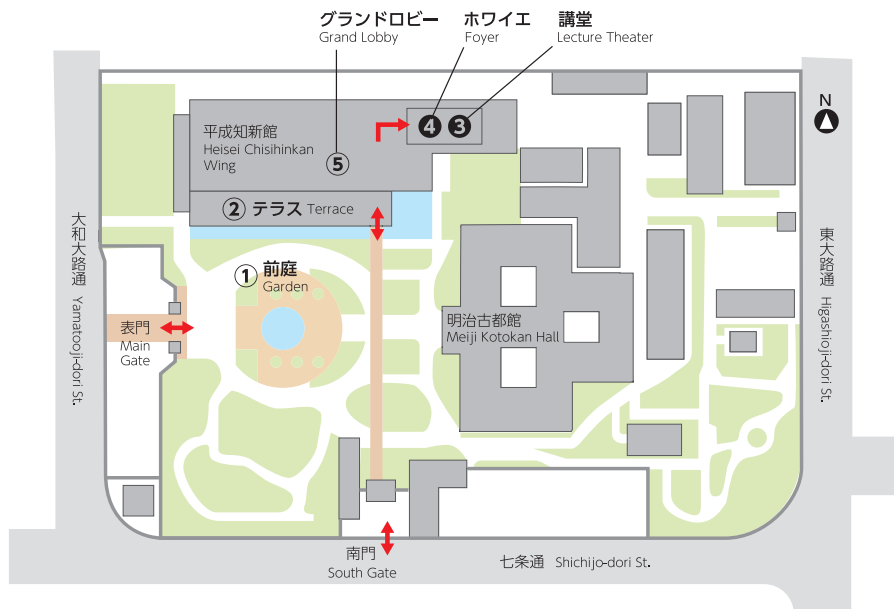 グランドロビー
Grand Lobby
ホワイエ
Foyer
講堂
Lecture Theater
平成知新館
Heisei Chisihinkan
Wing
④
③
⑤
N
② テラス Terrace
大和大路通 Yamatooji-dori St.
東大路通 Higashioji-dori St.
① 前庭
Garden
表門
Main
Gate
明治古都館
Meiji Kotokan Hall
南門
South Gate
七条通 Shichijo-dori St.